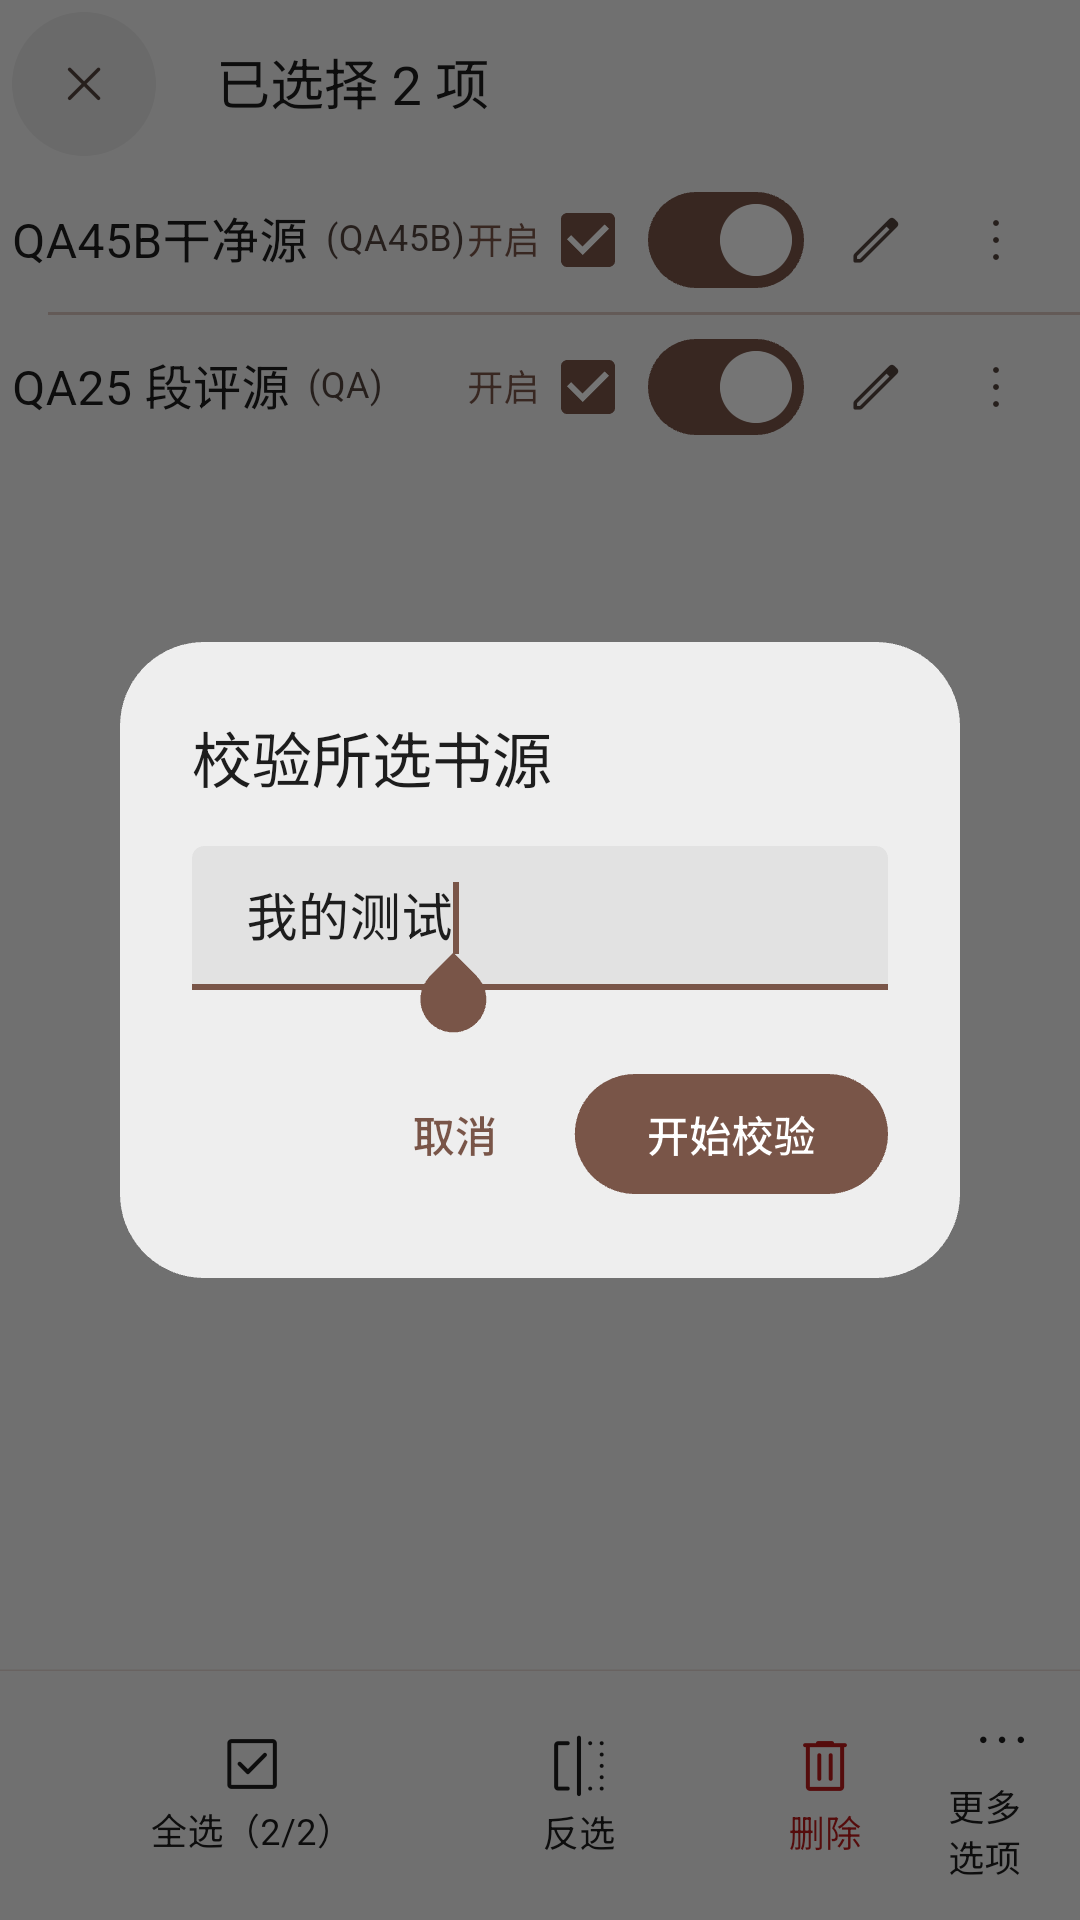 已选择 2 项
QA45B干净源 (QA45B)开启
QA25 段评源 (QA) 开启
校验所选书源
我的测试
取消 开始校验
全选（2/2） 反选 删除 更多
选项